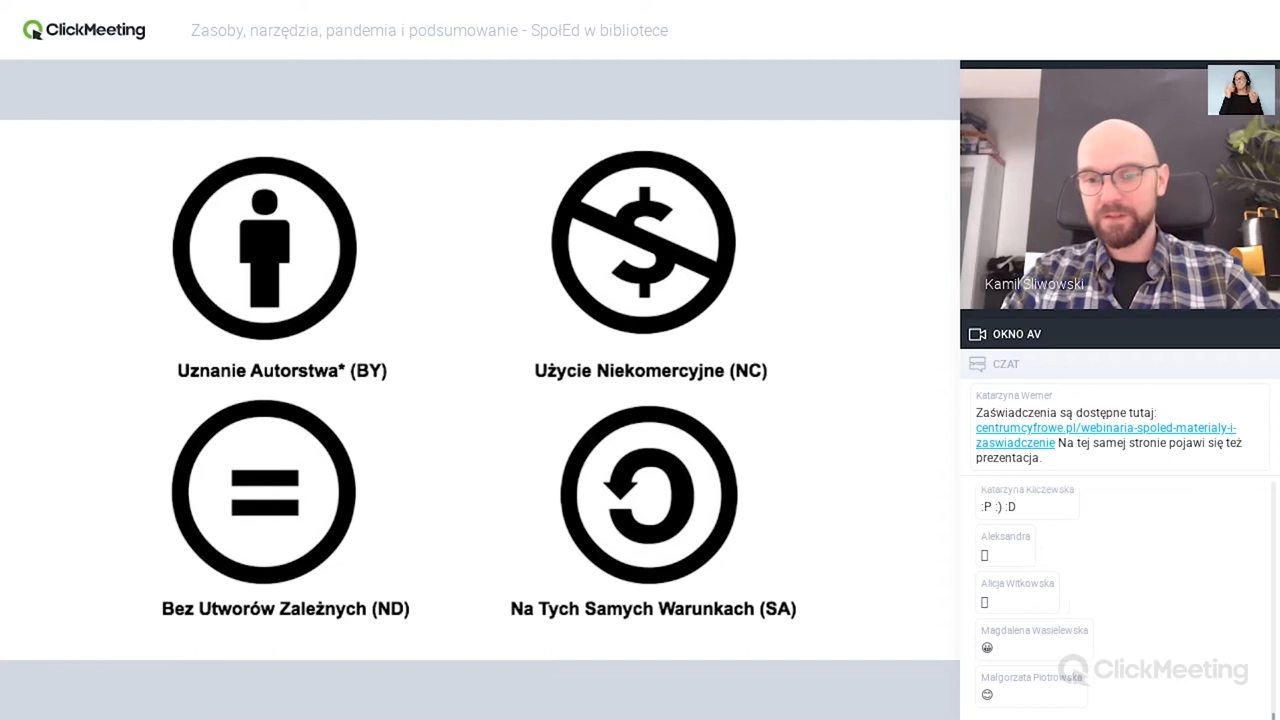 ClickMeeting
Zasoby, narzędzia, pandemia i podsumowanie - SpołEd w bibliotece
Uznanie Autorstwa* (BY)
Użycie Niekomercyjne (NC)
Bez Utworów Zależnych (ND)
Na Tych Samych Warunkach (SA)
Kamil Śliwowski
OKNO AV
CZAT
Katarzyna Werner
Zaświadczenia są dostępne tutaj:
centrumcyfrowe.pl/webinaria-spoled-materialy-i-
zaswiadczenie Na tej samej stronie pojawi się też
prezentacja.
Katarzyna Kliczewska
:P :) :D
Aleksandra
Alicja Witkowska
Magdalena Wasielewska
😀
Małgorzata Piotrowska
😊
ClickMeeting